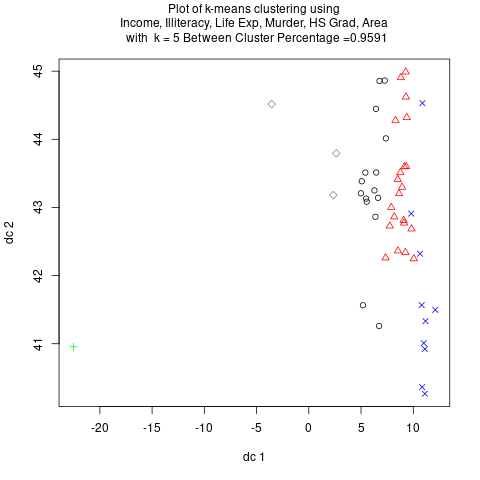 Plot of k-means clustering using
Income, Illiteracy, Life Exp, Murder, HS Grad, Area
with k = 5 Between Cluster Percentage =0.9591
45
44
43
42
41
dc 2
-20
-15
-10
-5
0
5
10
dc 1